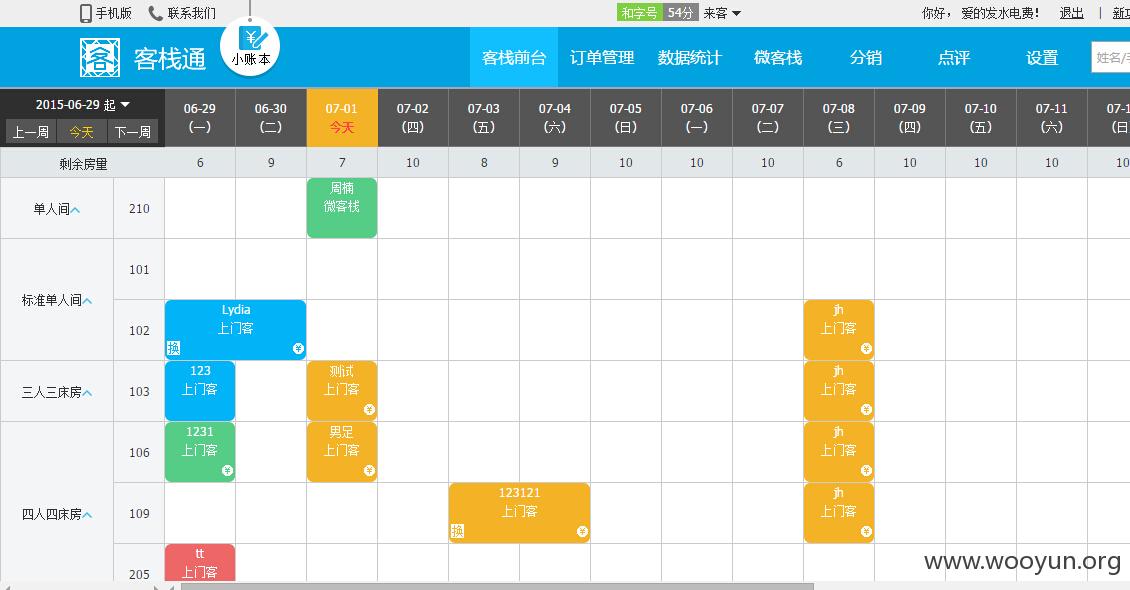 手机版 联系我们 和字号 54分 来客 你好， 爱的发水电费！ 退出 |
客 客栈通 小账本 客栈前台 订单管理 数据统计 微客栈 分销 点评 设置 姓名/
2015-06-29 起 06-29 06-30 07-01 07-02 07-03 07-04 07-05 07-06 07-07 07-08 07-09 07-10 07-11 07-1
上一周 今天 下一周 (一) (二) 今天 (四) (五) (六) (日) (一) (二) (三) (四) (五) (六) (日
剩余房量 6 9 7 10 8 9 10 10 10 6 10 10 10 10
周楠
单人间 210 微客栈
101
标准单人间
Lydia jh
102 上门客 上门客
换 ¥ ¥
123 测试 jh
三人三床房 103 上门客 上门客 上门客
¥ ¥
1231 男足 jh
106 上门客 上门客 上门客
¥ ¥ ¥
123121 jh
四人四床房 109 上门客 上门客
换 ¥ ¥
tt
205 上门客
www.wooyun.org